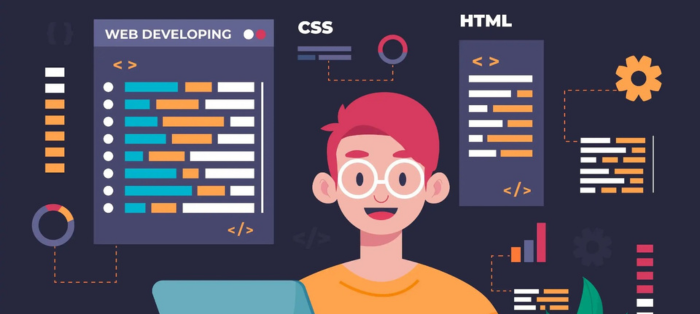 WEB DEVELOPING
CSS
HTML
< >
< >
</>
</>
</>
{ }